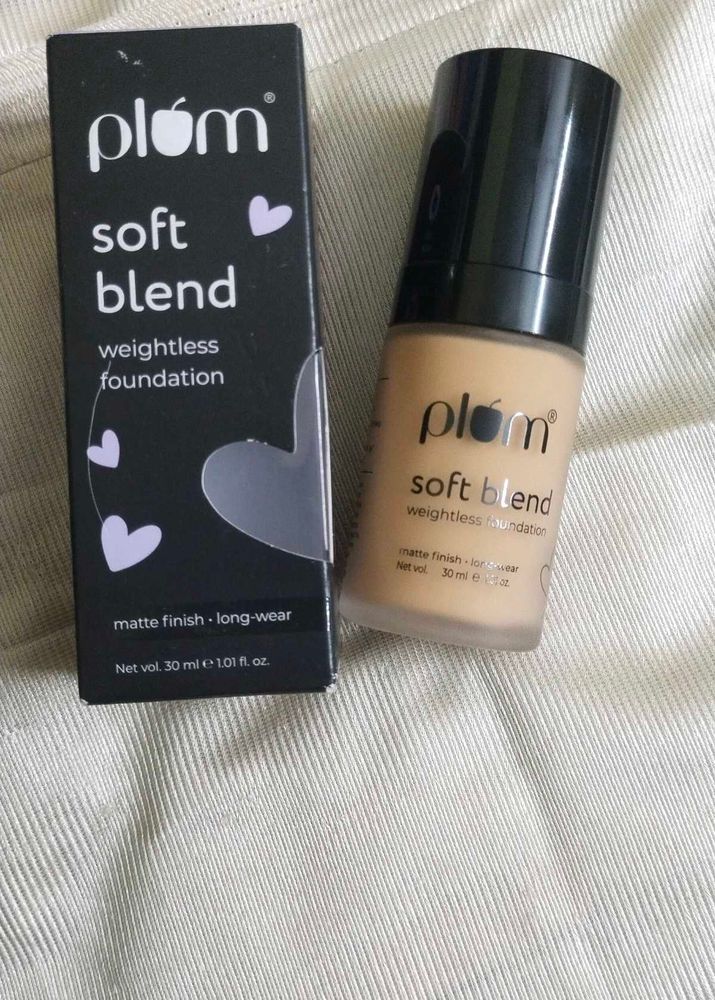 plum®
soft
blend
weightless
foundation
matte finish • long-wear
Net vol. 30 ml e 1.01 fl. oz.
plum®
soft blend
weightless foundation
matte finish • long-wear
Net vol. 30 ml e oz.